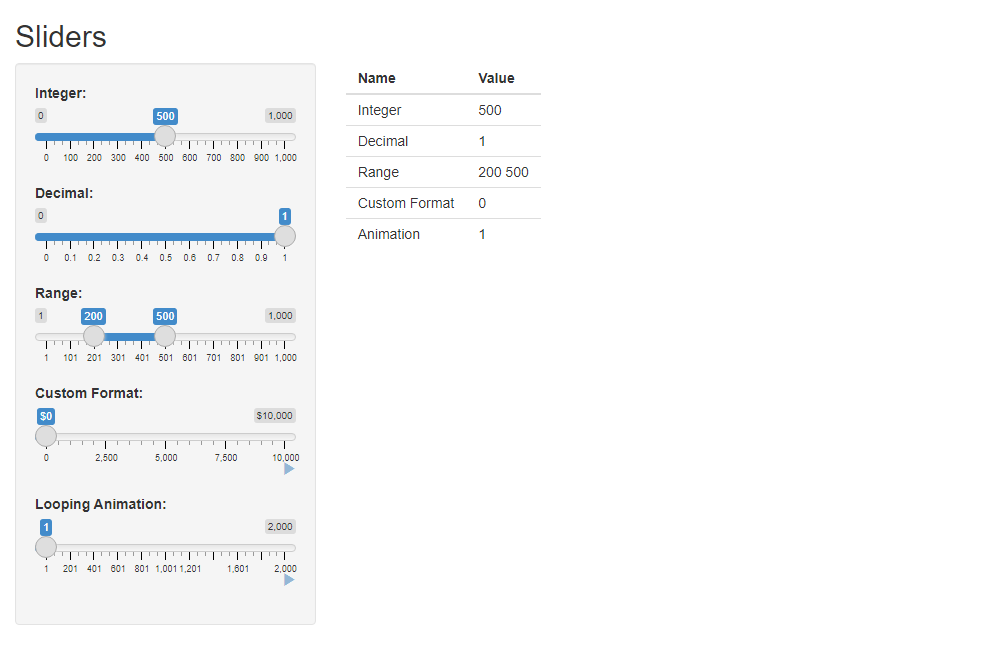 Sliders
Integer:
0 500 1,000
0 100 200 300 400 500 600 700 800 900 1,000
Decimal:
0 1
0 0.1 0.2 0.3 0.4 0.5 0.6 0.7 0.8 0.9 1
Range:
1 200 500 1,000
1 101 201 301 401 501 601 701 801 901 1,000
Custom Format:
$0 $10,000
0 2,500 5,000 7,500 10,000
Looping Animation:
1 2,000
1 201 401 601 801 1,001 1,201 1,601 2,000
Name Value
Integer 500
Decimal 1
Range 200 500
Custom Format 0
Animation 1